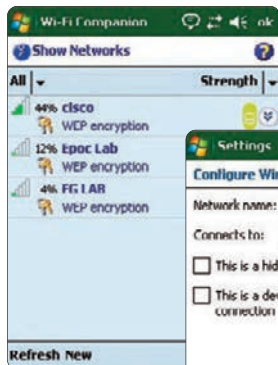 Wi-Fi Companion ok
Show Networks
All Strength
44% cisco
WEP encryption
12% Epoc Lab
WEP encryption
4% FG LAB
WEP encryption
Refresh New
Settings
Configure Wir
Network name:
Connects to:
This is a hid
This is a dev
connection